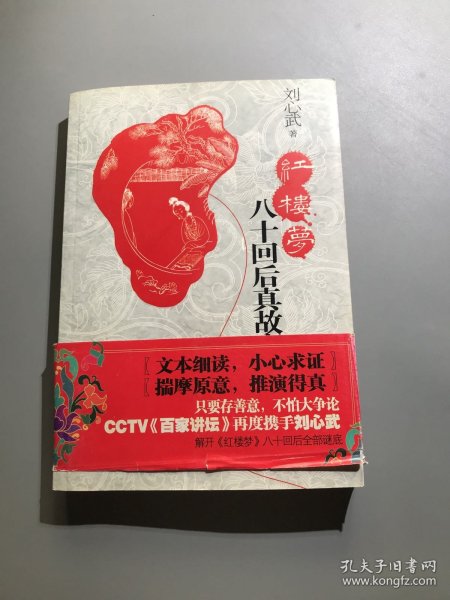 刘心武 著
紅樓夢
八十回后真故
文本细读，小心求证
揣摩原意，推演得真
只要存善意，不怕大争论
CCTV《百家讲坛》再度携手刘心武
解开《红楼梦》八十回后全部谜底
孔夫子旧书网
www.kongfz.com